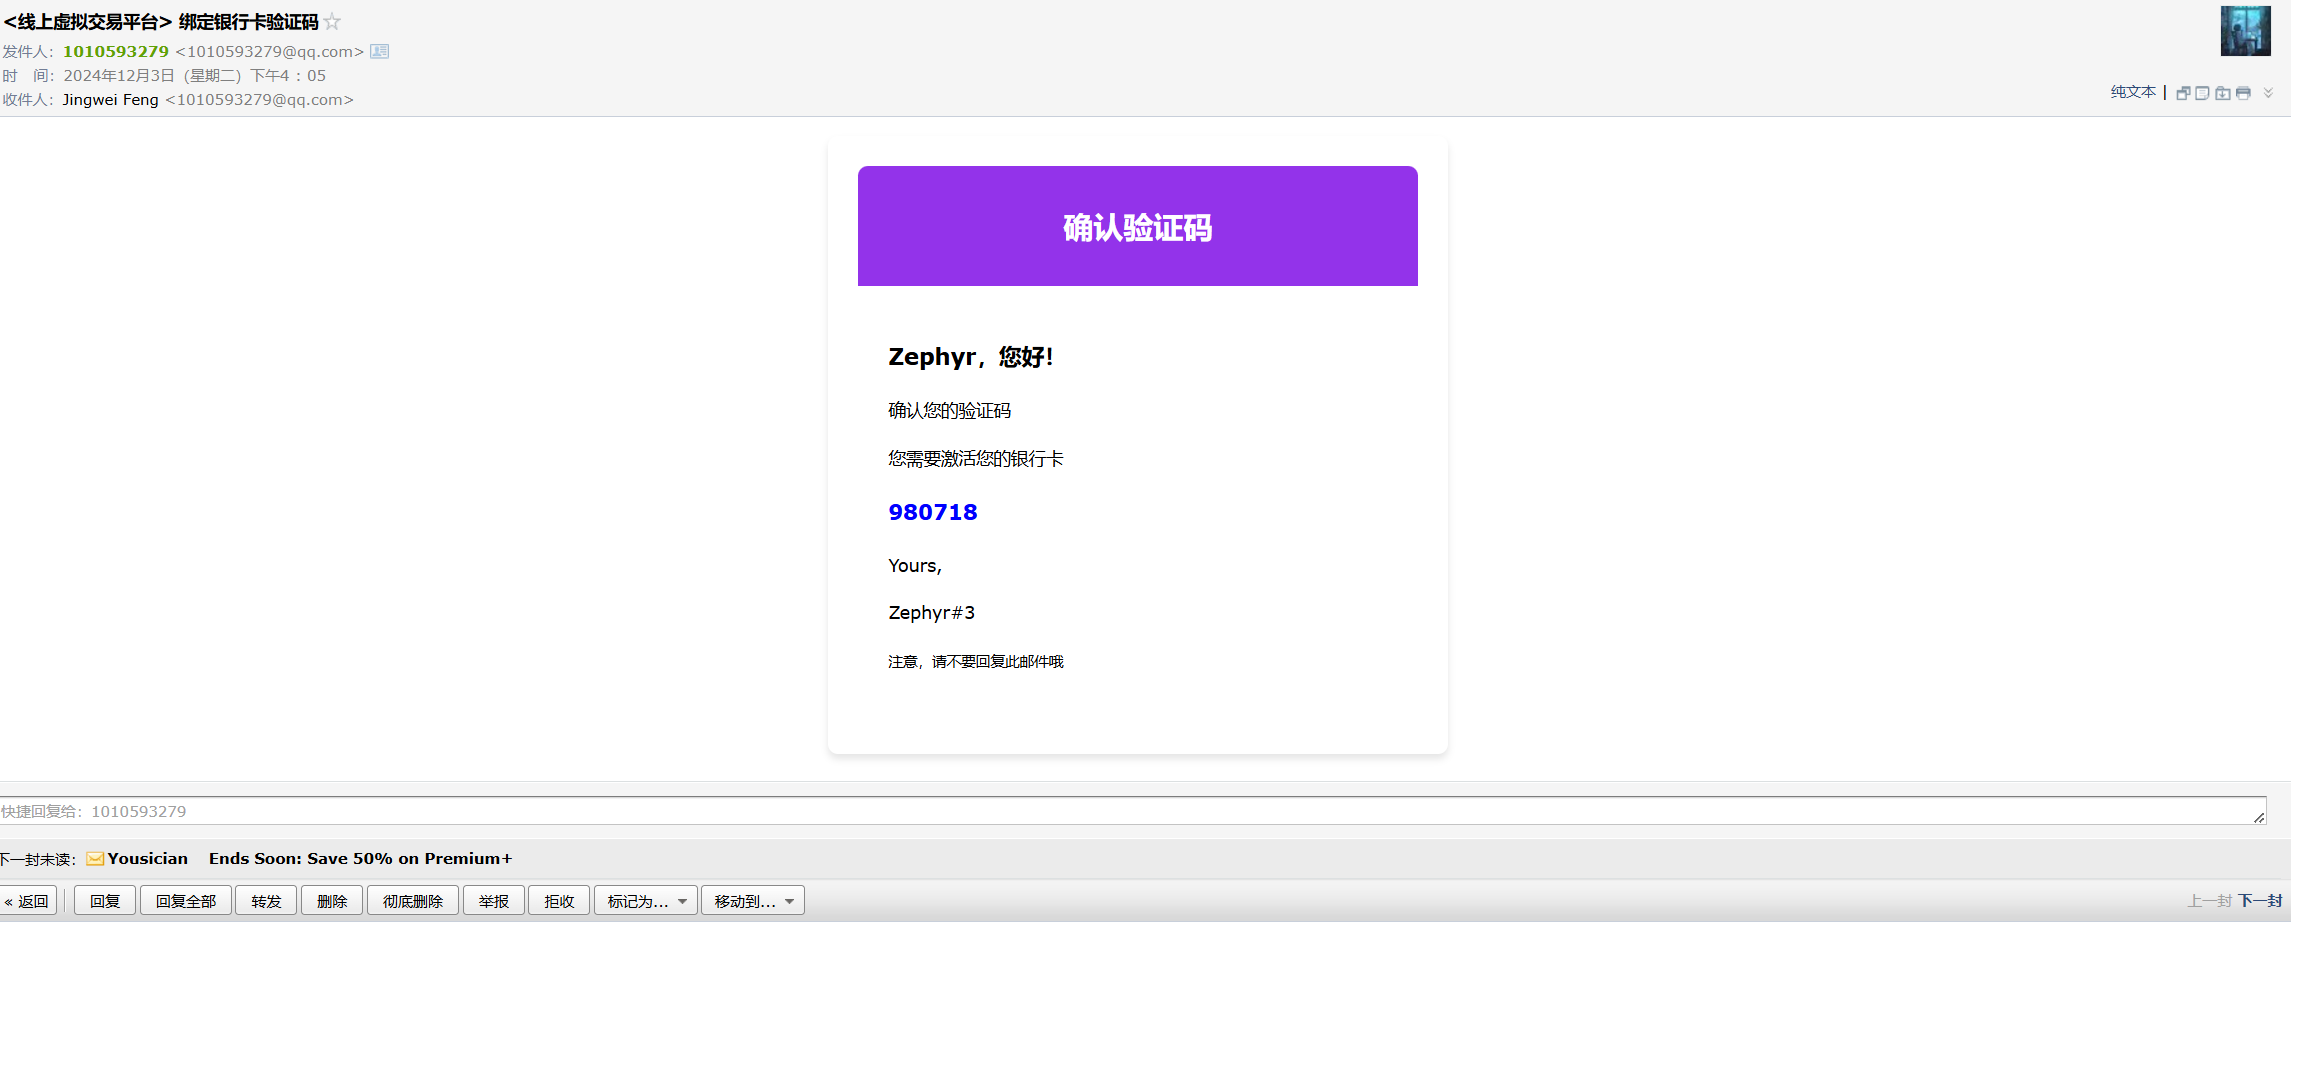 <线上虚拟交易平台> 绑定银行卡验证码
发件人：1010593279 <1010593279@qq.com>
时　间：2024年12月3日（星期二）下午4：05
收件人：Jingwei Feng <1010593279@qq.com>
纯文本 |
确认验证码
Zephyr，您好！
确认您的验证码
您需要激活您的银行卡
980718
Yours,
Zephyr#3
注意，请不要回复此邮件哦
快捷回复给：1010593279
下一封未读：Yousician Ends Soon: Save 50% on Premium+
« 返回 回复 回复全部 转发 删除 彻底删除 举报 拒收 标记为... 移动到... 上一封 下一封